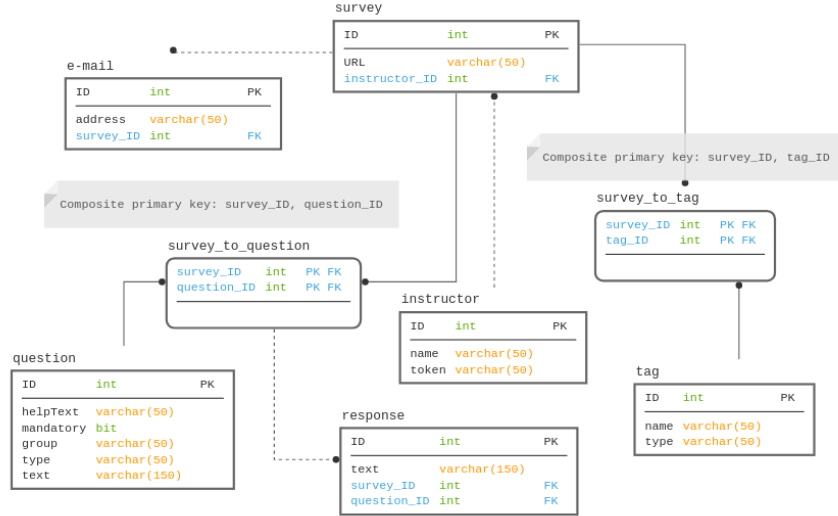 survey
ID int PK
URL varchar(50)
instructor_ID int FK
e-mail
ID int PK
address varchar(50)
survey_ID int FK
Composite primary key: survey_ID, tag_ID
survey_to_tag
survey_ID int PK FK
tag_ID int PK FK
Composite primary key: survey_ID, question_ID
survey_to_question
survey_ID int PK FK
question_ID int PK FK
instructor
ID int PK
name varchar(50)
token varchar(50)
question
ID int PK
helpText varchar(50)
mandatory bit
group varchar(50)
type varchar(50)
text varchar(150)
tag
ID int PK
name varchar(50)
type varchar(50)
response
ID int PK
text varchar(150)
survey_ID int FK
question_ID int FK